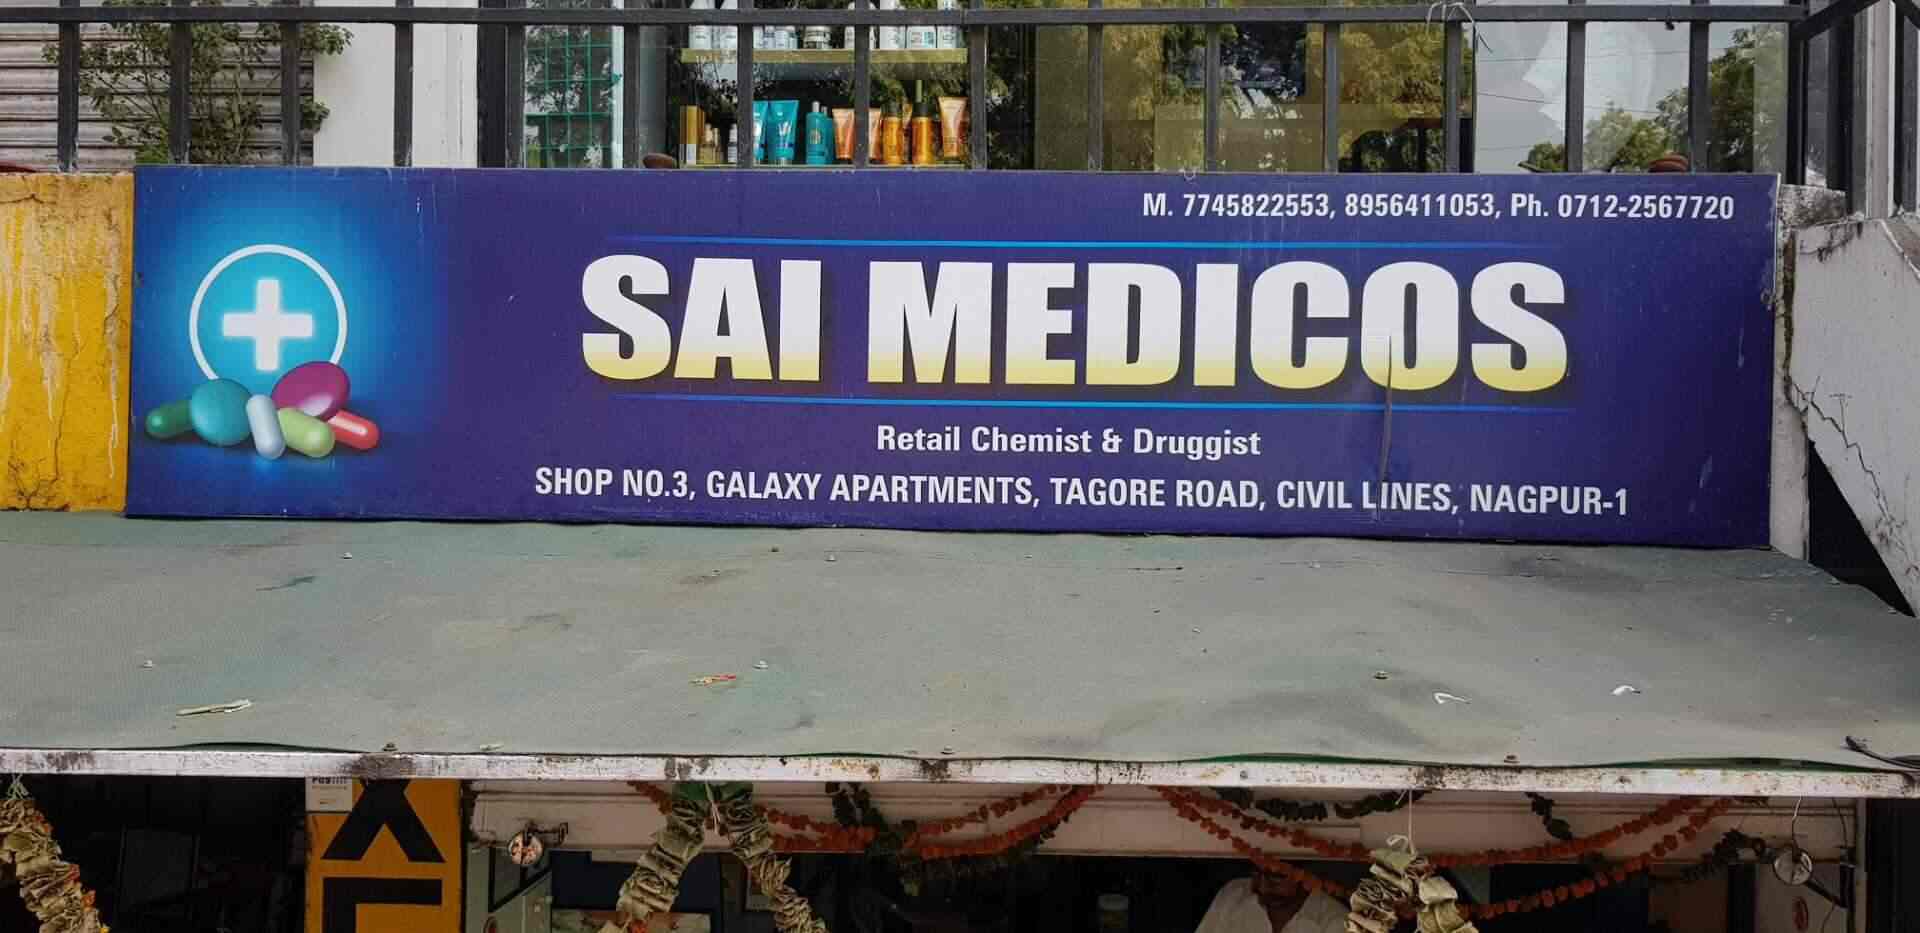 M. 7745822553, 8956411053, Ph. 0712-2567720
SAI MEDICOS
Retail Chemist & Druggist
SHOP NO.3, GALAXY APARTMENTS, TAGORE ROAD, CIVIL LINES, NAGPUR-1